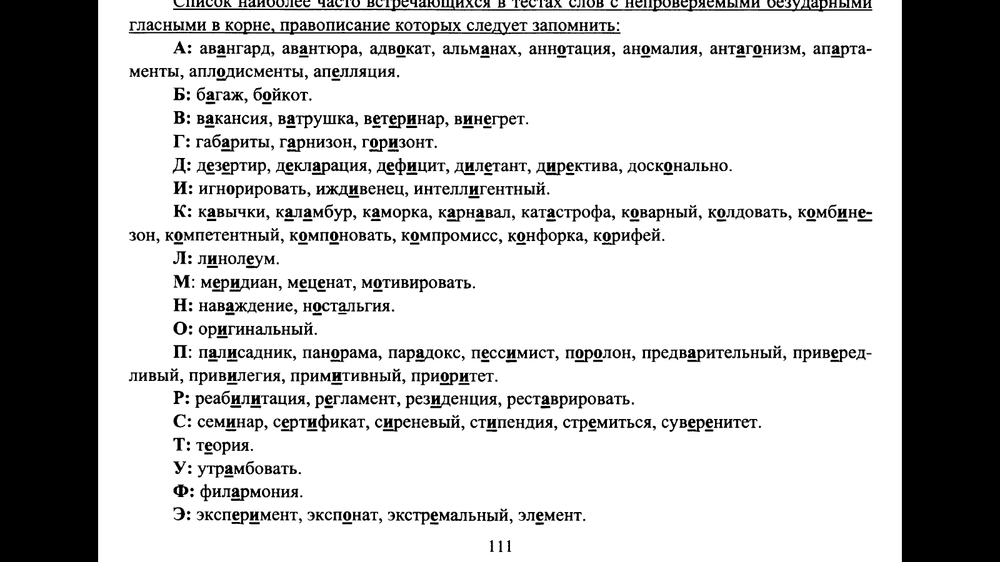 Список наиболее часто встречающихся в тестах слов с непроверяемыми безударными
гласными в корне, правописание которых следует запомнить:
А: авангард, авантюра, адвокат, альманах, аннотация, аномалия, антагонизм, апарта-
менты, аплодисменты, апелляция.
Б: багаж, бойкот.
В: вакансия, ватрушка, ветеринар, винегрет.
Г: габариты, гарнизон, горизонт.
Д: дезертир, декларация, дефицит, дилетант, директива, досконально.
И: игнорировать, иждивенец, интеллигентный.
К: кавычки, каламбур, каморка, карнавал, катастрофа, коварный, колдовать, комбине-
зон, компетентный, компоновать, компромисс, конфорка, корифей.
Л: линолеум.
М: меридиан, меценат, мотивировать.
Н: наваждение, ностальгия.
О: оригинальный.
П: палисадник, панорама, парадокс, пессимист, поролон, предварительный, привере­д-
ливый, привилегия, примитивный, приоритет.
Р: реабилитация, регламент, резиденция, реставрировать.
С: семинар, сертификат, сиреневый, стипендия, стремиться, суверенитет.
Т: теория.
У: утрамбовать.
Ф: филармония.
Э: эксперимент, экспонат, экстремальный, элемент.
111